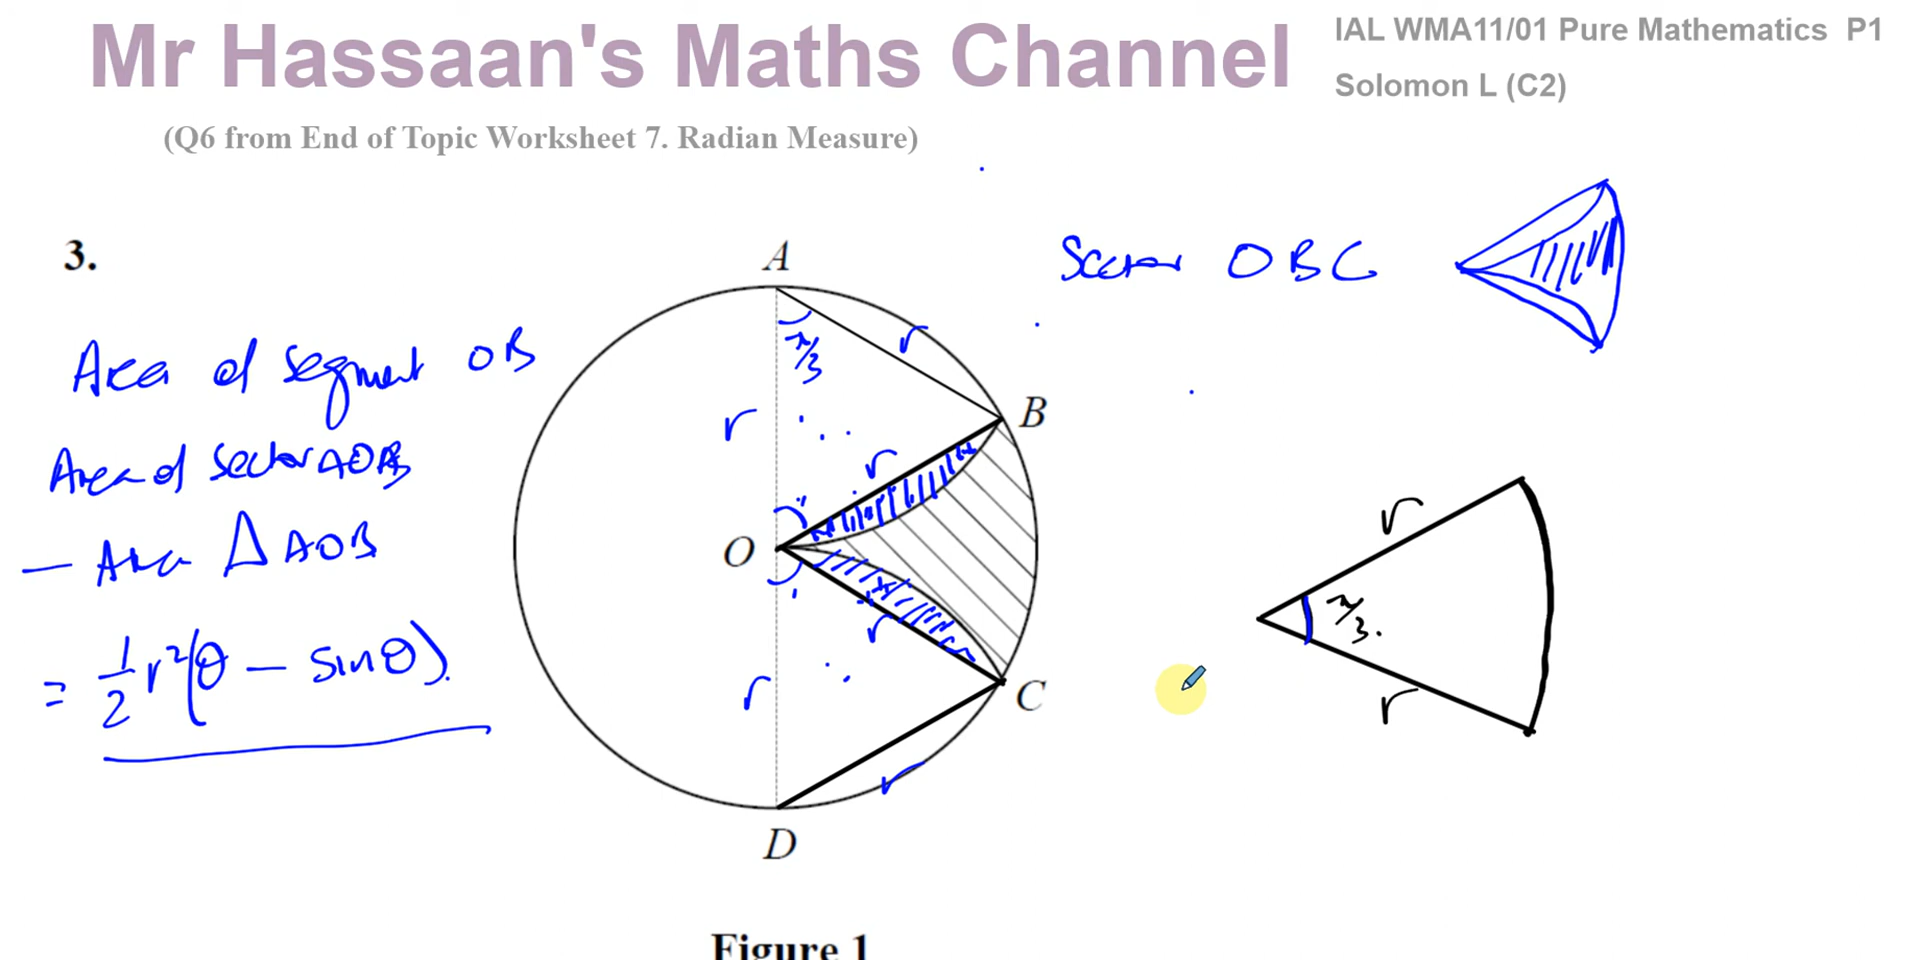 Mr Hassaan's Maths Channel
IAL WMA11/01 Pure Mathematics P1
Solomon L (C2)
(Q6 from End of Topic Worksheet 7. Radian Measure)
3.
A
Sector OBC
Area of segment OB
r
π/3
B
r
r
Area of sector AOB
O
- Area △AOB
r
π/3.
r
r
= 1/2 r²(θ - sinθ).
r
C
r
D
Figure 1